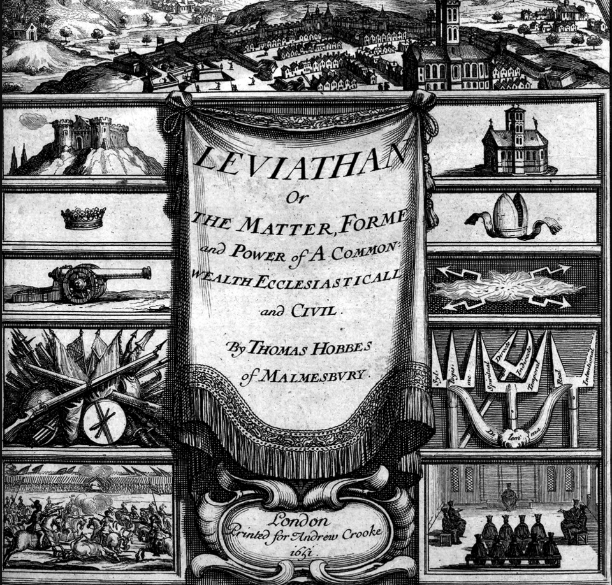 LEVIATHAN
Or
THE MATTER, FORME
and POWER of A COMMON-
WEALTH ECCLESIASTICALL
and CIVIL.
By THOMAS HOBBES
of MALMESBURY.
London
Printed for Andrew Crooke
1651